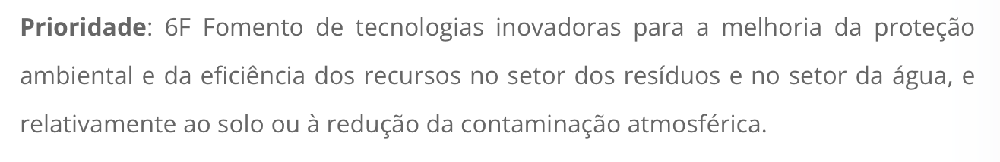 Prioridade: 6F Fomento de tecnologias inovadoras para a melhoria da proteção
ambiental e da eficiência dos recursos no setor dos resíduos e no setor da água, e
relativamente ao solo ou à redução da contaminação atmosférica.